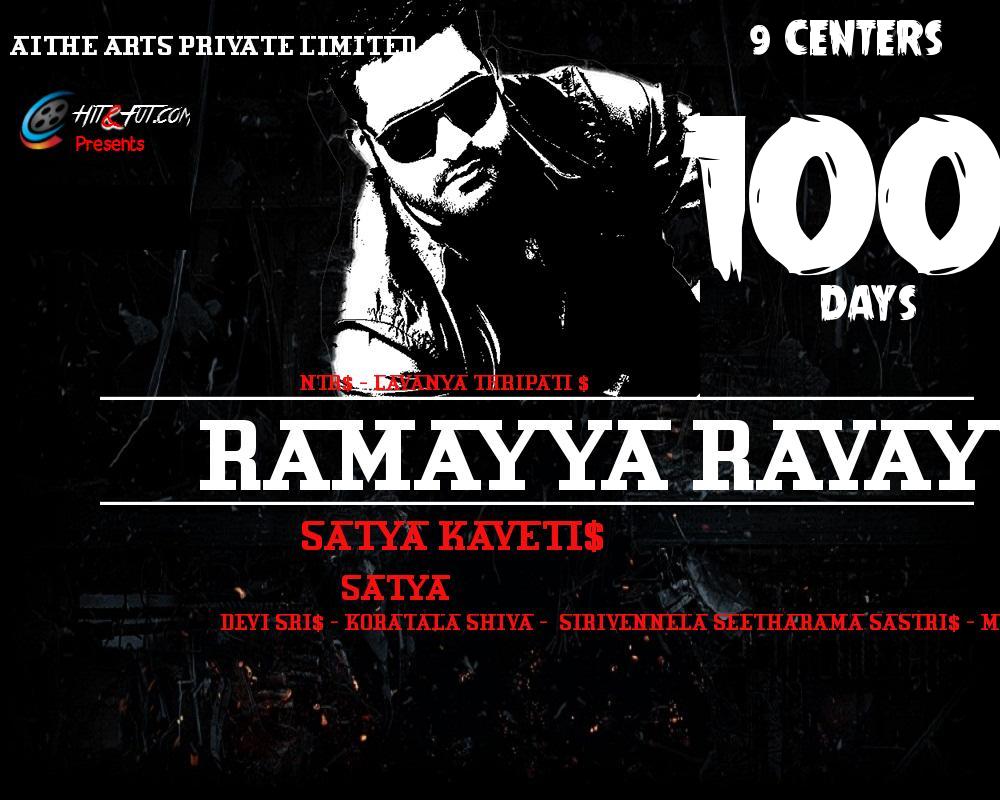 AITHE ARTS PRIVATE LIMITED
9 CENTERS
HIT&FUT.COM
Presents
100
DAYS
NTR$ - LAVANYA THRIPATI $
RAMAYYA RAVAY
SATYA KAVETI$
SATYA
DEVI SRI$ - KORATALA SHIVA - SIRIVENNELA SEETHARAMA SASTRI$ - M